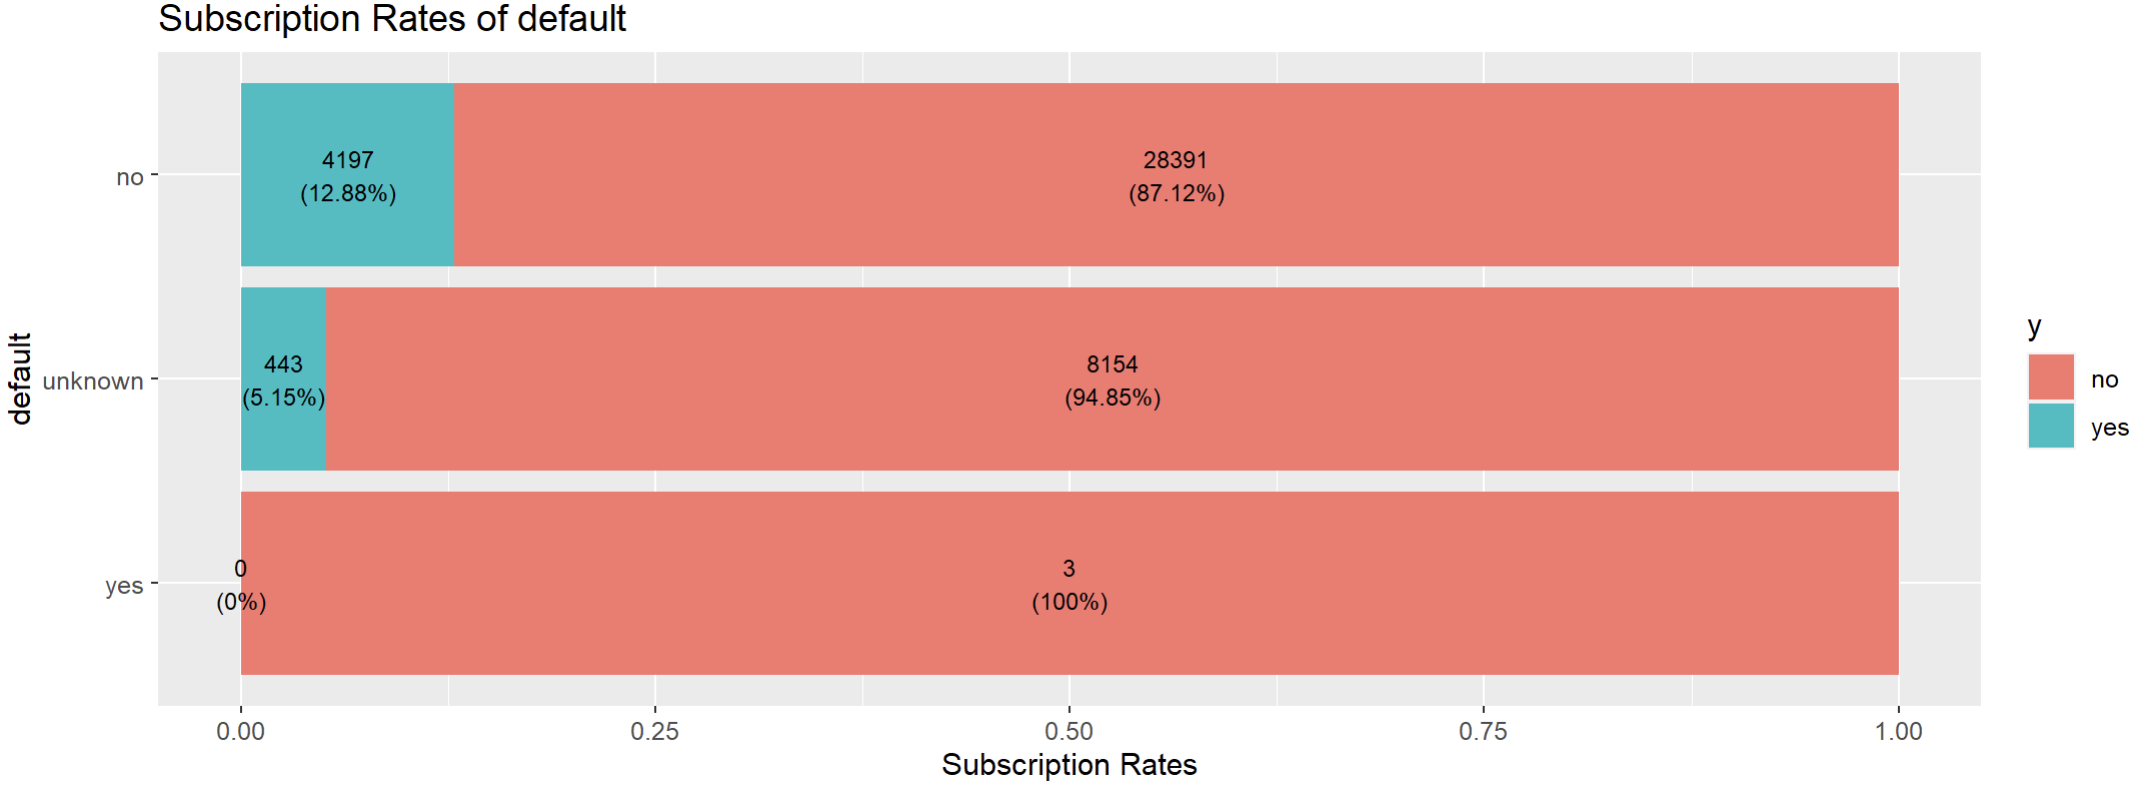 Subscription Rates of default
4197
(12.88%)
28391
(87.12%)
no
443
(5.15%)
8154
(94.85%)
unknown
0
(0%)
3
(100%)
yes
default
0.00
0.25
0.50
0.75
1.00
Subscription Rates
y
no
yes